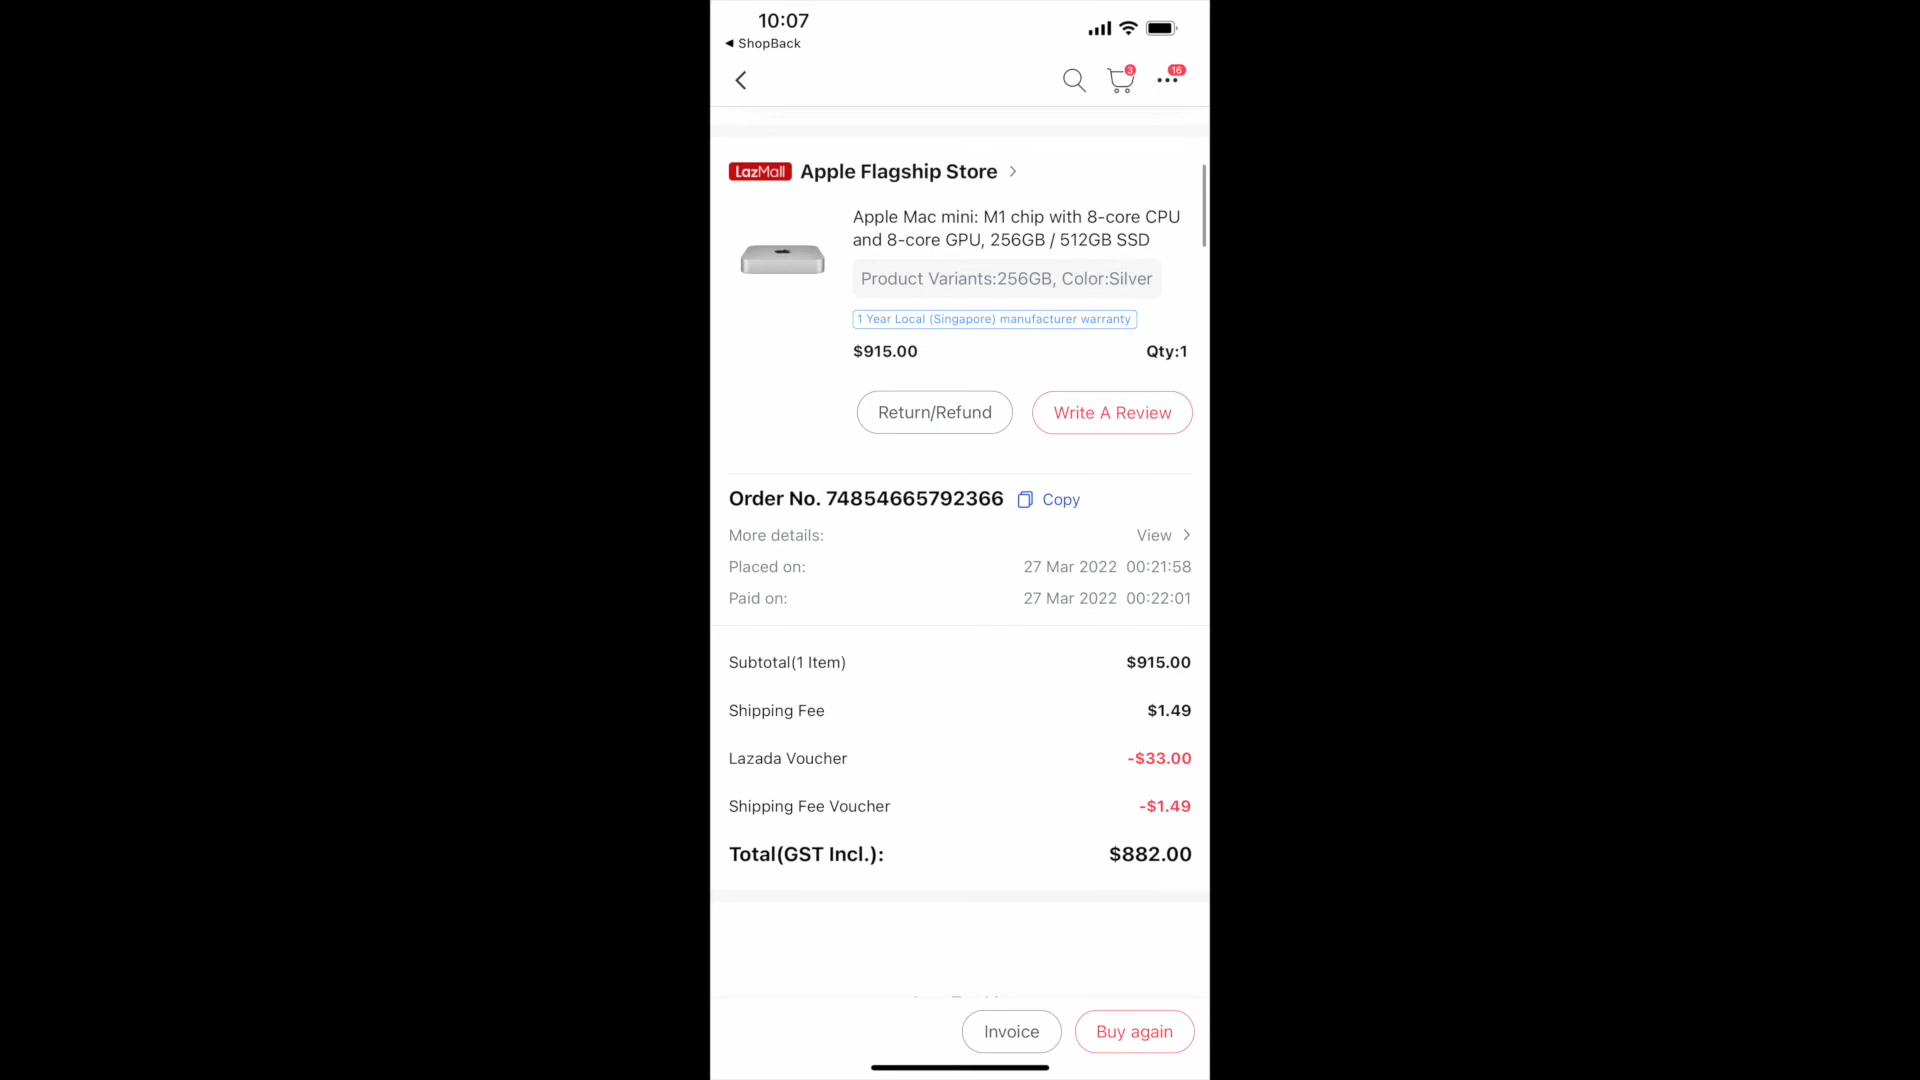 10:07
◀ ShopBack
3
16
LazMall Apple Flagship Store
Apple Mac mini: M1 chip with 8-core CPU
and 8-core GPU, 256GB / 512GB SSD
Product Variants:256GB, Color:Silver
1 Year Local (Singapore) manufacturer warranty
$915.00 Qty:1
Return/Refund Write A Review
Order No. 74854665792366 Copy
More details: View
Placed on: 27 Mar 2022 00:21:58
Paid on: 27 Mar 2022 00:22:01
Subtotal(1 Item) $915.00
Shipping Fee $1.49
Lazada Voucher -$33.00
Shipping Fee Voucher -$1.49
Total(GST Incl.): $882.00
Invoice Buy again